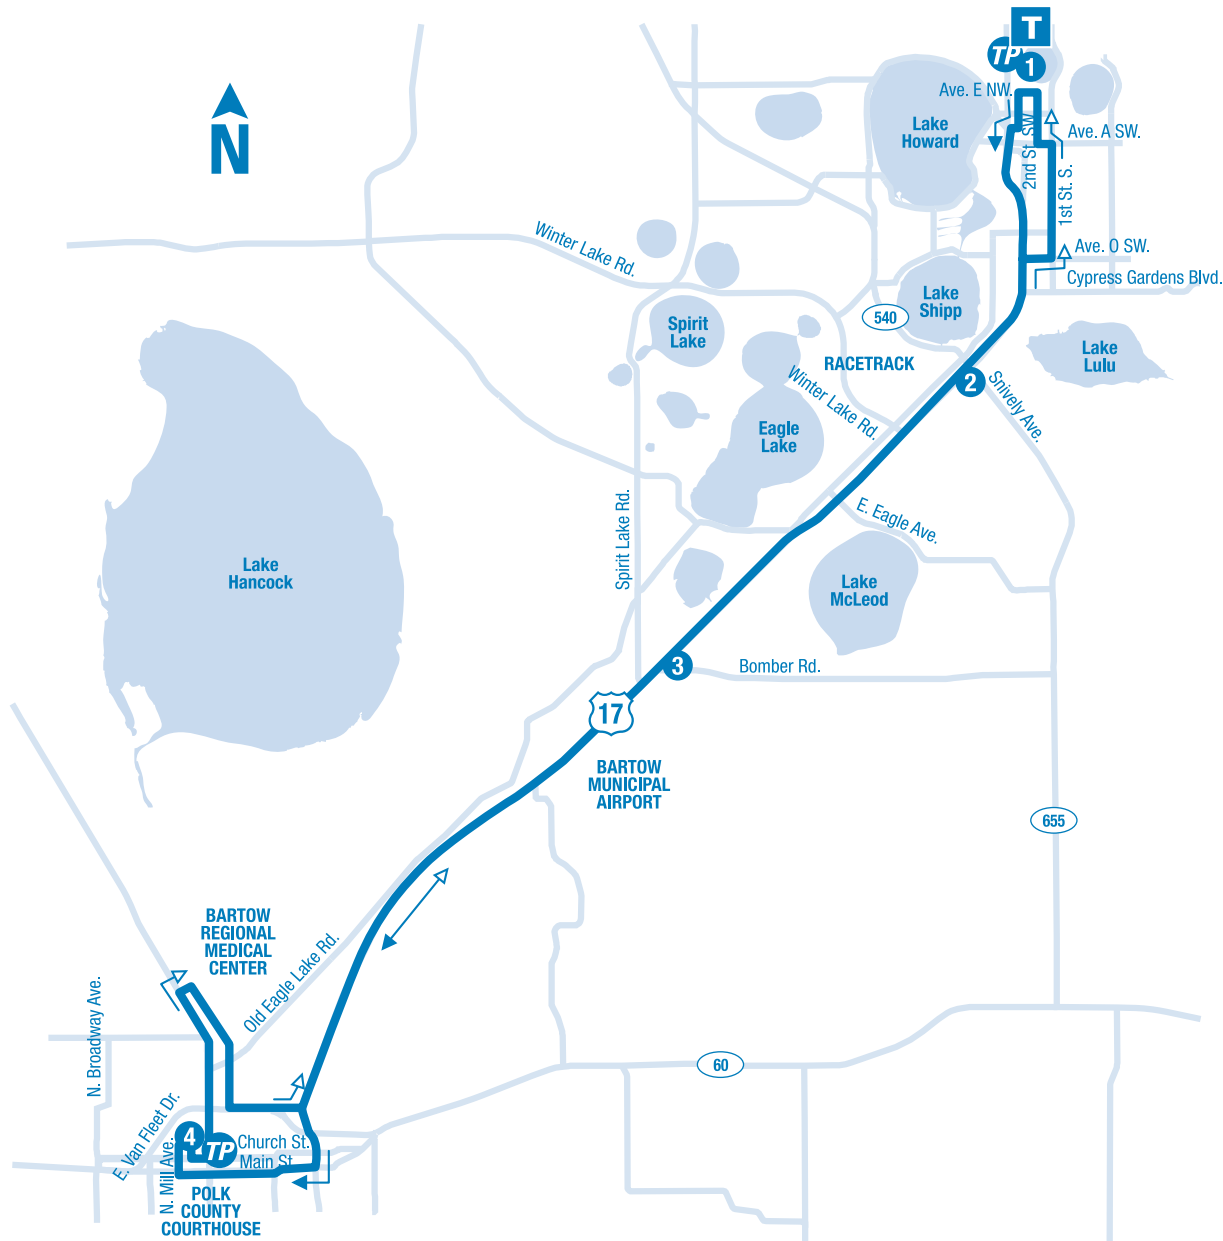 T
TP
1
N
Ave. E NW.
2nd St. SW.
Ave. A SW.
1st St. S.
Lake
Howard
Ave. O SW.
Cypress Gardens Blvd.
Winter Lake Rd.
Lake
Shipp
540
Spirit
Lake
RACETRACK
Lake
Lulu
2
Snively Ave.
Winter Lake Rd.
Eagle
Lake
E. Eagle Ave.
Spirit Lake Rd.
Lake
Hancock
Lake
McLeod
3
Bomber Rd.
17
BARTOW
MUNICIPAL
AIRPORT
655
BARTOW
REGIONAL
MEDICAL
CENTER
Old Eagle Lake Rd.
N. Broadway Ave.
60
E. Van Fleet Dr.
4
TP
Church St.
Main St.
N. Mill Ave.
POLK
COUNTY
COURTHOUSE